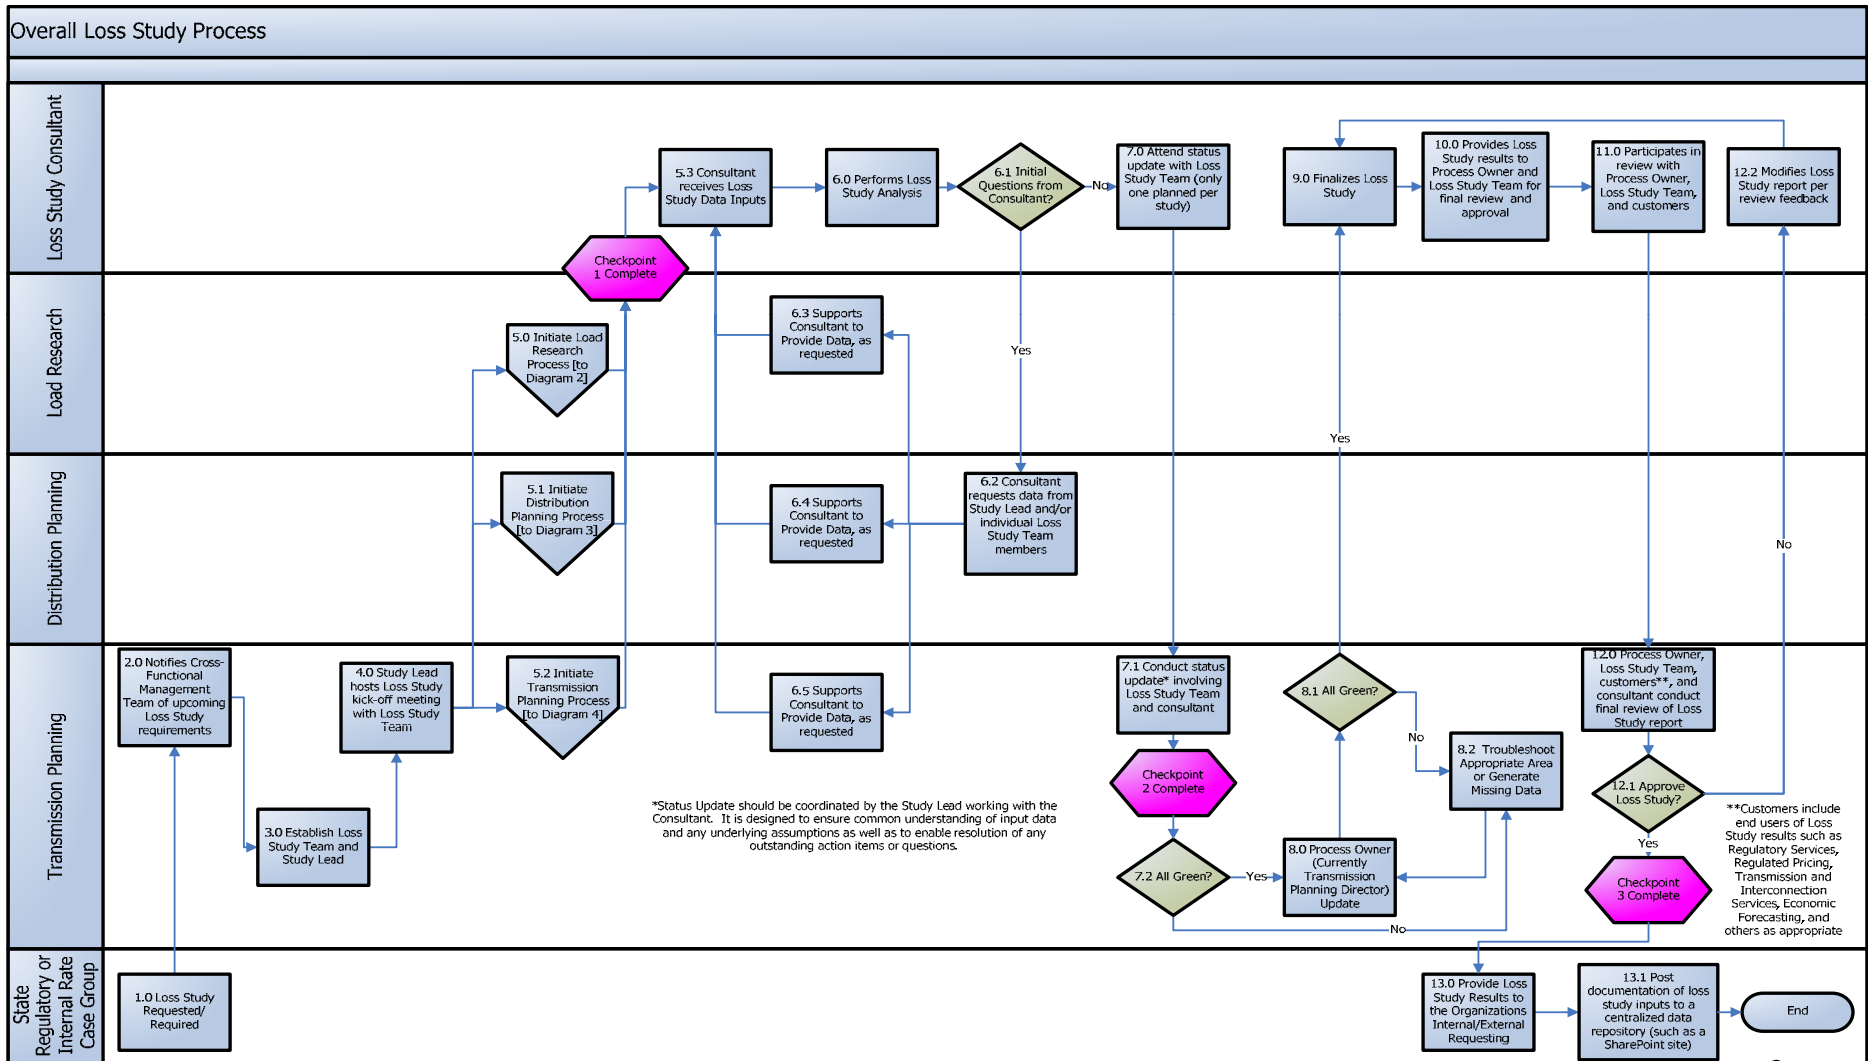 Overall Loss Study Process
Loss Study Consultant
5.3 Consultant
receives Loss
Study Data Inputs
6.0 Performs Loss
Study Analysis
6.1 Initial
Questions from
Consultant?
No
7.0 Attend status
update with Loss
Study Team (only
one planned per
study)
9.0 Finalizes Loss
Study
10.0 Provides Loss
Study results to
Process Owner and
Loss Study Team for
final review and
approval
11.0 Participates in
review with
Process Owner,
Loss Study Team,
and customers
12.2 Modifies Loss
Study report per
review feedback
Checkpoint
1 Complete
Load Research
5.0 Initiate Load
Research
Process [to
Diagram 2]
6.3 Supports
Consultant to
Provide Data, as
requested
Yes
Yes
Distribution Planning
5.1 Initiate
Distribution
Planning Process
[to Diagram 3]
6.4 Supports
Consultant to
Provide Data, as
requested
6.2 Consultant
requests data from
Study Lead and/or
individual Loss
Study Team
members
No
Transmission Planning
2.0 Notifies Cross-
Functional
Management
Team of upcoming
Loss Study
requirements
3.0 Establish Loss
Study Team and
Study Lead
4.0 Study Lead
hosts Loss Study
kick-off meeting
with Loss Study
Team
5.2 Initiate
Transmission
Planning Process
[to Diagram 4]
6.5 Supports
Consultant to
Provide Data, as
requested
*Status Update should be coordinated by the Study Lead working with the
Consultant. It is designed to ensure common understanding of input data
and any underlying assumptions as well as to enable resolution of any
outstanding action items or questions.
7.1 Conduct status
update* involving
Loss Study Team
and consultant
Checkpoint
2 Complete
7.2 All Green?
Yes
No
8.0 Process Owner
(Currently
Transmission
Planning Director)
Update
8.1 All Green?
No
8.2 Troubleshoot
Appropriate Area
or Generate
Missing Data
12.0 Process Owner,
Loss Study Team,
customers**, and
consultant conduct
final review of Loss
Study report
12.1 Approve
Loss Study?
Yes
Checkpoint
3 Complete
**Customers include
end users of Loss
Study results such as
Regulatory Services,
Regulated Pricing,
Transmission and
Interconnection
Services, Economic
Forecasting, and
others as appropriate
State
Regulatory or
Internal Rate
Case Group
1.0 Loss Study
Requested/
Required
13.0 Provide Loss
Study Results to
the Organizations
Internal/External
Requesting
13.1 Post
documentation of loss
study inputs to a
centralized data
repository (such as a
SharePoint site)
End